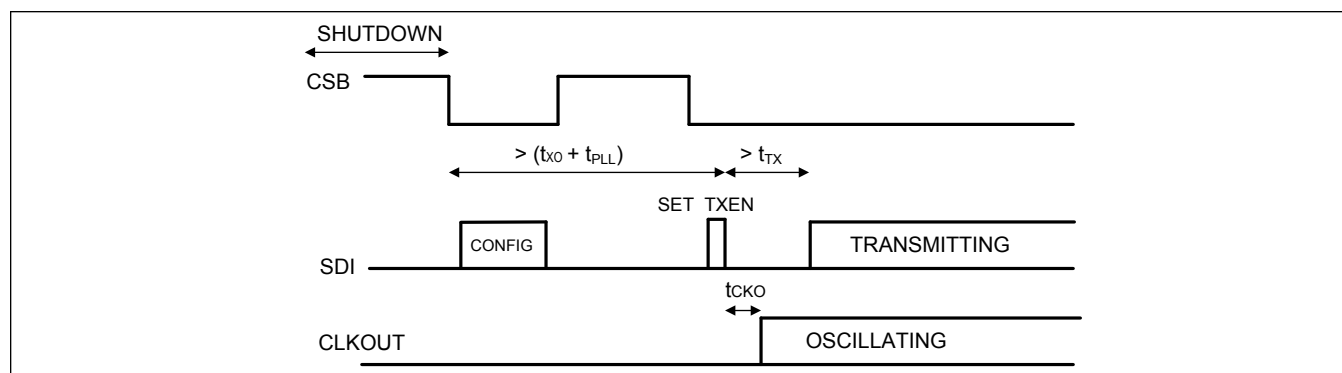 SHUTDOWN
CSB
> (tXO + tPLL)
> tTX
SET TXEN
CONFIG
TRANSMITTING
SDI
tCKO
CLKOUT
OSCILLATING